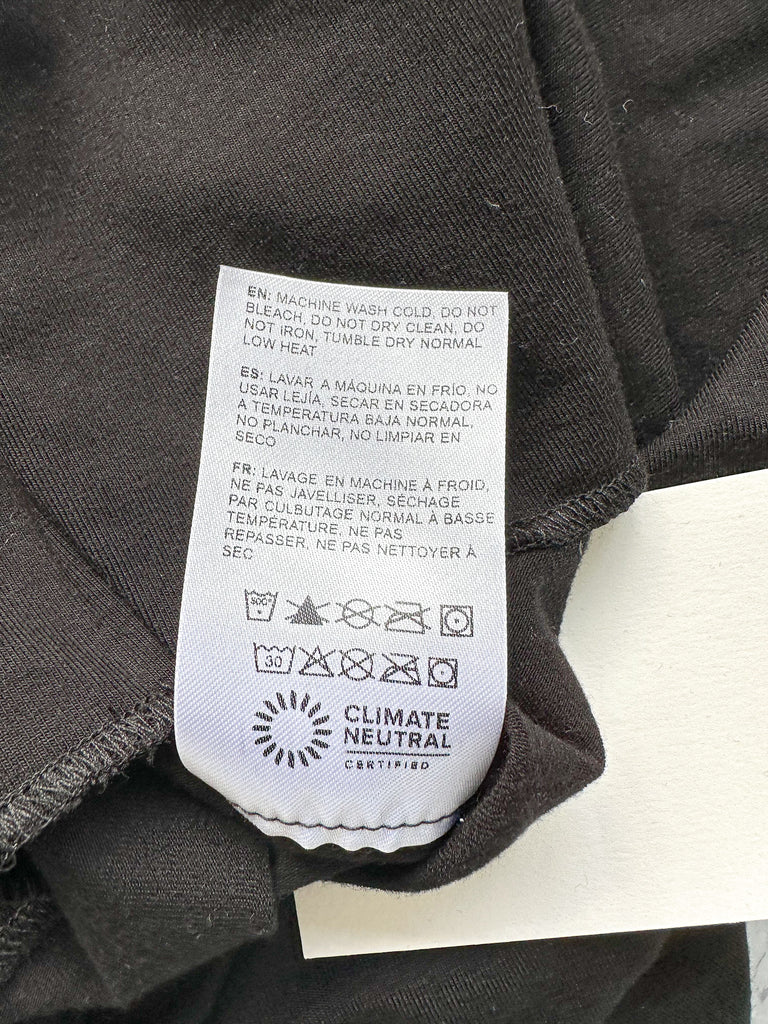 EN: MACHINE WASH COLD, DO NOT
BLEACH, DO NOT DRY CLEAN, DO
NOT IRON, TUMBLE DRY NORMAL
LOW HEAT
ES: LAVAR A MÁQUINA EN FRÍO, NO
USAR LEJÍA, SECAR EN SECADORA
A TEMPERATURA BAJA NORMAL,
NO PLANCHAR, NO LIMPIAR EN
SECO
FR: LAVAGE EN MACHINE À FROID,
NE PAS JAVELLISER, SÉCHAGE
PAR CULBUTAGE NORMAL À BASSE
TEMPÉRATURE, NE PAS
REPASSER, NE PAS NETTOYER À
SEC
30
CLIMATE
NEUTRAL
CERTIFIED